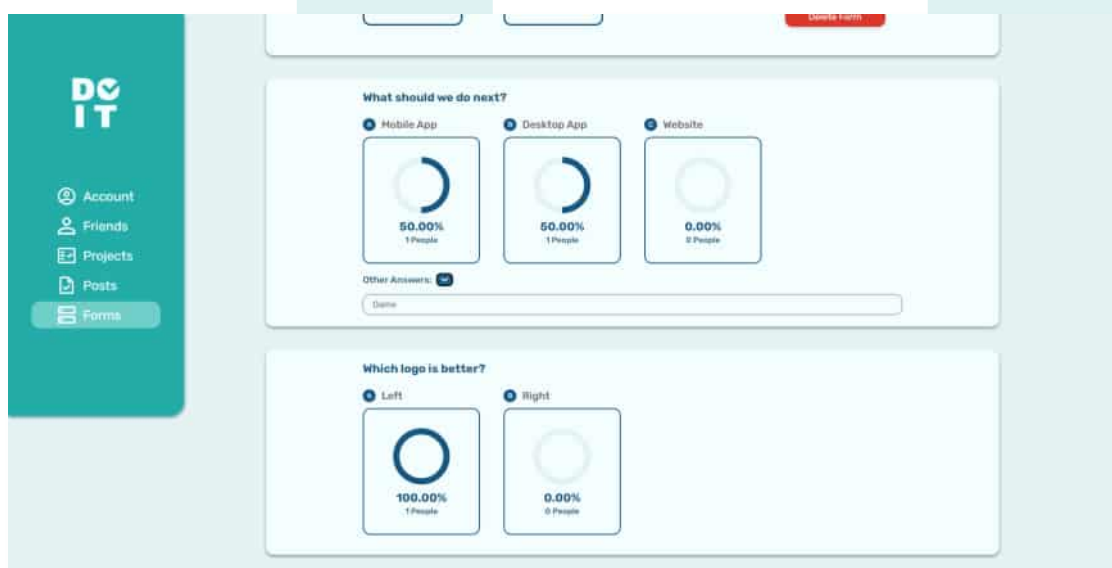 Delete Form
DO
IT
Account
Friends
Projects
Posts
Forms
What should we do next?
A Mobile App
B Desktop App
C Website
50.00%
1 People
50.00%
1 People
0.00%
0 People
Other Answers:
Game
Which logo is better?
A Left
B Right
100.00%
1 People
0.00%
0 People